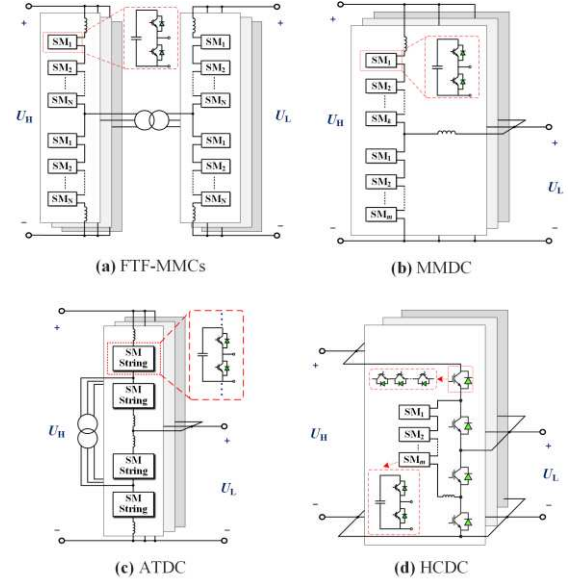 + + + +
SM1 SM1
SM2 SM2
SMN SMN
UH UL
SM1 SM1
SM2 SM2
SMN SMN
− − − −
(a) FTF-MMCs
+
SM1
SM2
SMk
UH
SM1 +
SM2
UL
SMm
− −
(b) MMDC
+
SM
String
SM
String
UH
+
SM
String
UL
SM
String
− −
(c) ATDC
+
SM1
SM2 +
UH
SMm
UL
− −
(d) HCDC